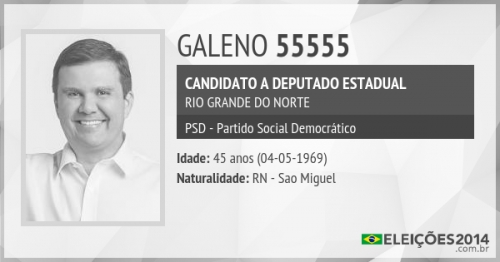 GALENO 55555
CANDIDATO A DEPUTADO ESTADUAL
RIO GRANDE DO NORTE
PSD - Partido Social Democrático
Idade: 45 anos (04-05-1969)
Naturalidade: RN - Sao Miguel
ELEIÇÕES2014
.com.br